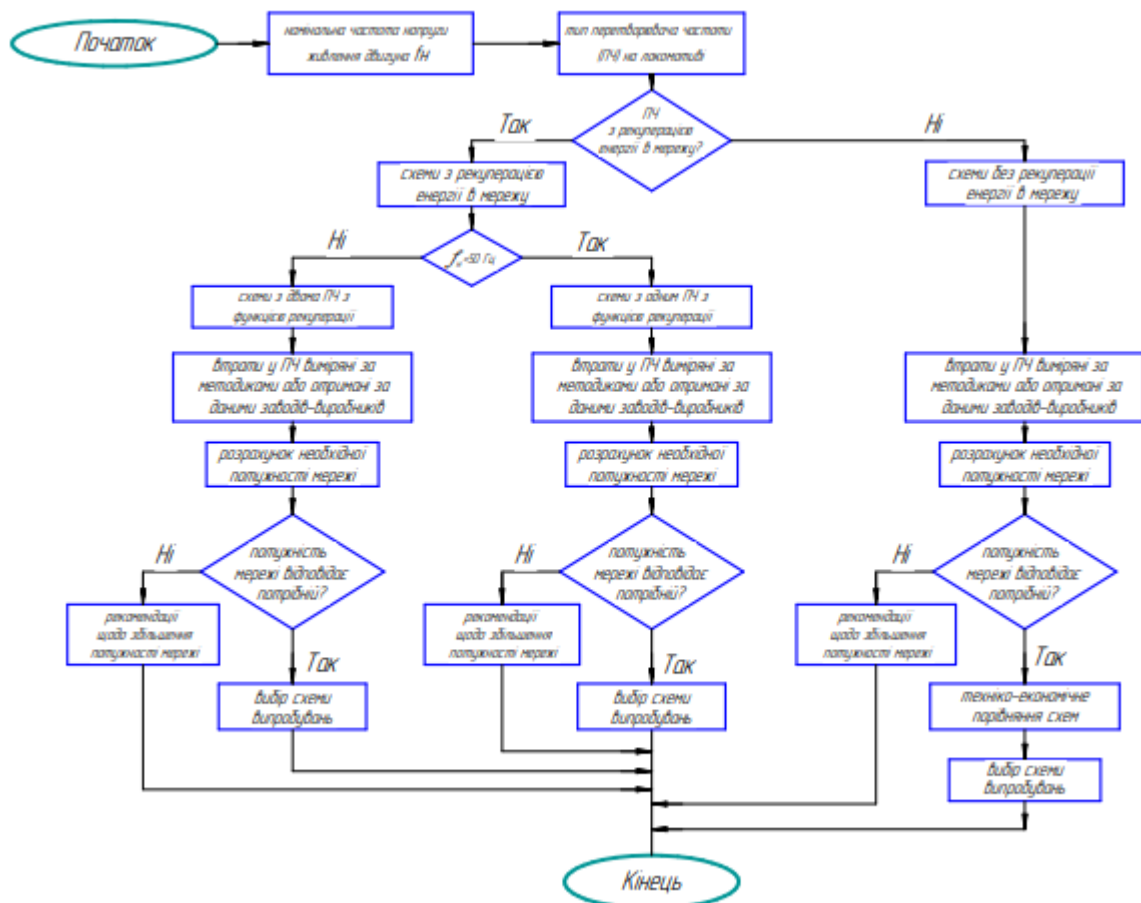 Початок
номінальна частота напруги
живлення двигуна fн
тип перетворювача частоти
(ПЧ) на локомотиві
ПЧ
з рекуперацією
енергії в мережу?
Так
Ні
схеми з рекуперацією
енергії в мережу
схеми без рекуперації
енергії в мережу
fн=50 Гц
Ні
Так
схеми з двома ПЧ з
функцією рекуперації
схеми з одним ПЧ з
функцією рекуперації
втрати у ПЧ виміряні за
методиками або отримані за
даними заводів-виробників
втрати у ПЧ виміряні за
методиками або отримані за
даними заводів-виробників
втрати у ПЧ виміряні за
методиками або отримані за
даними заводів-виробників
розрахунок необхідної
потужності мережі
розрахунок необхідної
потужності мережі
розрахунок необхідної
потужності мережі
потужність
мережі відповідає
потрібній?
потужність
мережі відповідає
потрібній?
потужність
мережі відповідає
потрібній?
Ні
Ні
Ні
рекомендації
щодо збільшення
потужності мережі
рекомендації
щодо збільшення
потужності мережі
рекомендації
щодо збільшення
потужності мережі
Так
Так
Так
вибір схеми
випробувань
вибір схеми
випробувань
техніко-економічне
порівняння схем
вибір схеми
випробувань
Кінець